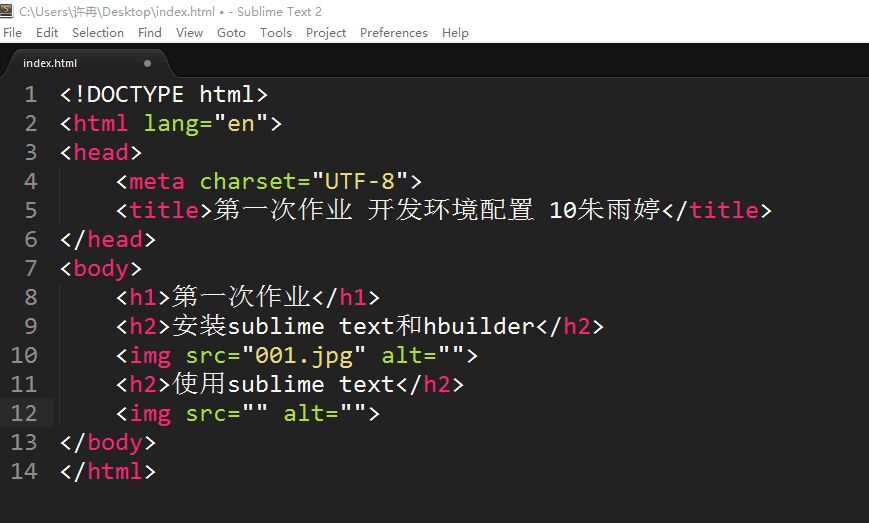 C:\Users\许冉\Desktop\index.html • - Sublime Text 2
File Edit Selection Find View Goto Tools Project Preferences Help
index.html
1 <!DOCTYPE html>
2 <html lang="en">
3 <head>
4 <meta charset="UTF-8">
5 <title>第一次作业 开发环境配置 10朱雨婷</title>
6 </head>
7 <body>
8 <h1>第一次作业</h1>
9 <h2>安装sublime text和hbuilder</h2>
10 <img src="001.jpg" alt="">
11 <h2>使用sublime text</h2>
12 <img src="" alt="">
13 </body>
14 </html>